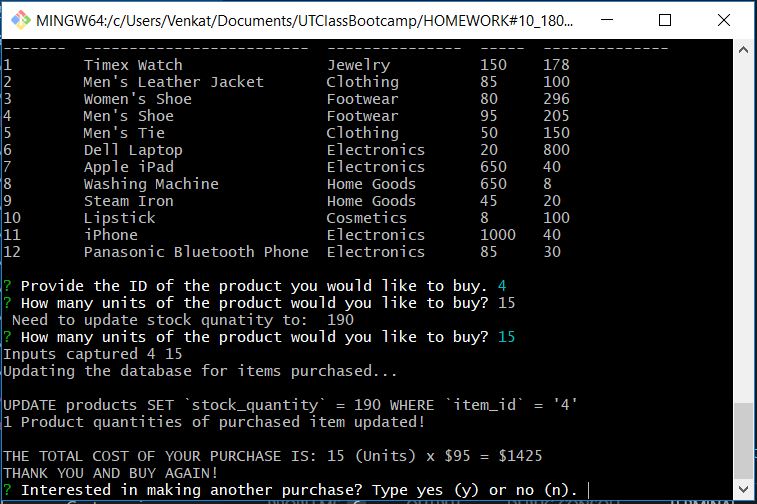 MINGW64:/c/Users/Venkat/Documents/UTClassBootcamp/HOMEWORK#10_180...
------- ------------------------- --------------- ----- --------------
1 Timex Watch Jewelry 150 178
2 Men's Leather Jacket Clothing 85 100
3 Women's Shoe Footwear 80 296
4 Men's Shoe Footwear 95 205
5 Men's Tie Clothing 50 150
6 Dell Laptop Electronics 20 800
7 Apple iPad Electronics 650 40
8 Washing Machine Home Goods 650 8
9 Steam Iron Home Goods 45 20
10 Lipstick Cosmetics 8 100
11 iPhone Electronics 1000 40
12 Panasonic Bluetooth Phone Electronics 85 30
? Provide the ID of the product you would like to buy. 4
? How many units of the product would you like to buy? 15
Need to update stock qunatity to: 190
? How many units of the product would you like to buy? 15
Inputs captured 4 15
Updating the database for items purchased...
UPDATE products SET `stock_quantity` = 190 WHERE `item_id` = '4'
1 Product quantities of purchased item updated!
THE TOTAL COST OF YOUR PURCHASE IS: 15 (Units) x $95 = $1425
THANK YOU AND BUY AGAIN!
? Interested in making another purchase? Type yes (y) or no (n).